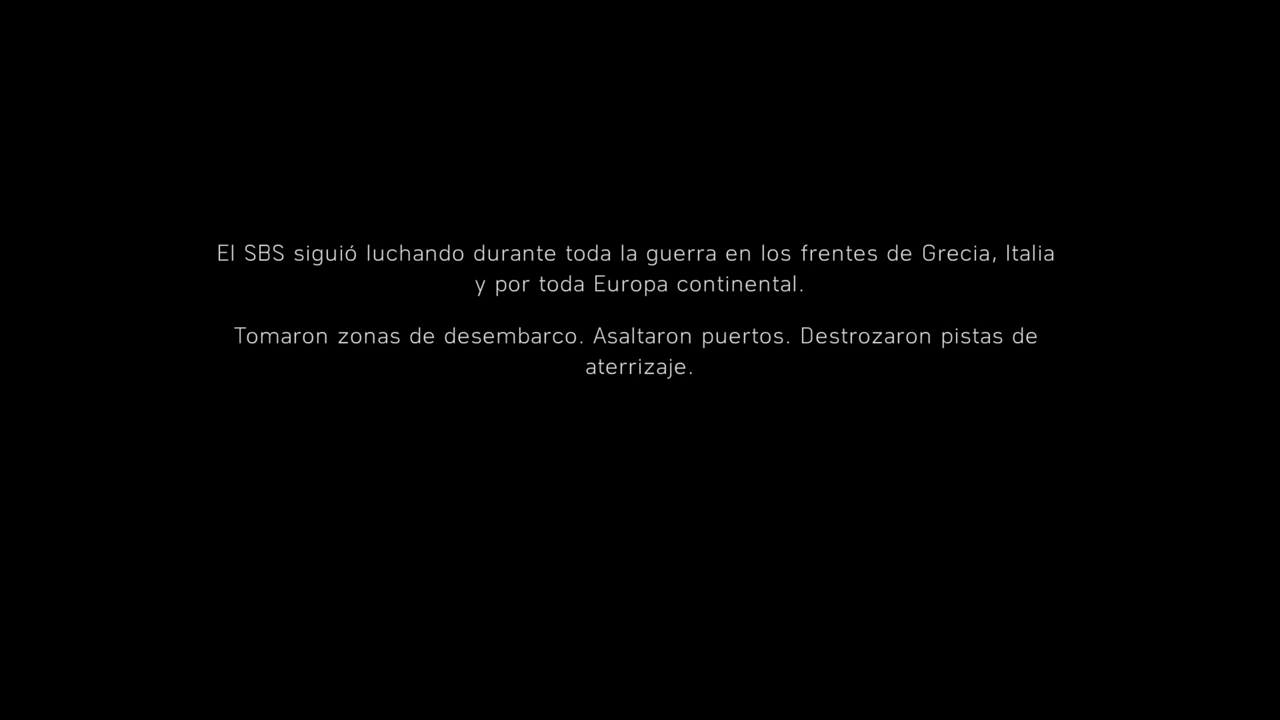 El SBS siguió luchando durante toda la guerra en los frentes de Grecia, Italia
y por toda Europa continental.
Tomaron zonas de desembarco. Asaltaron puertos. Destrozaron pistas de
aterrizaje.